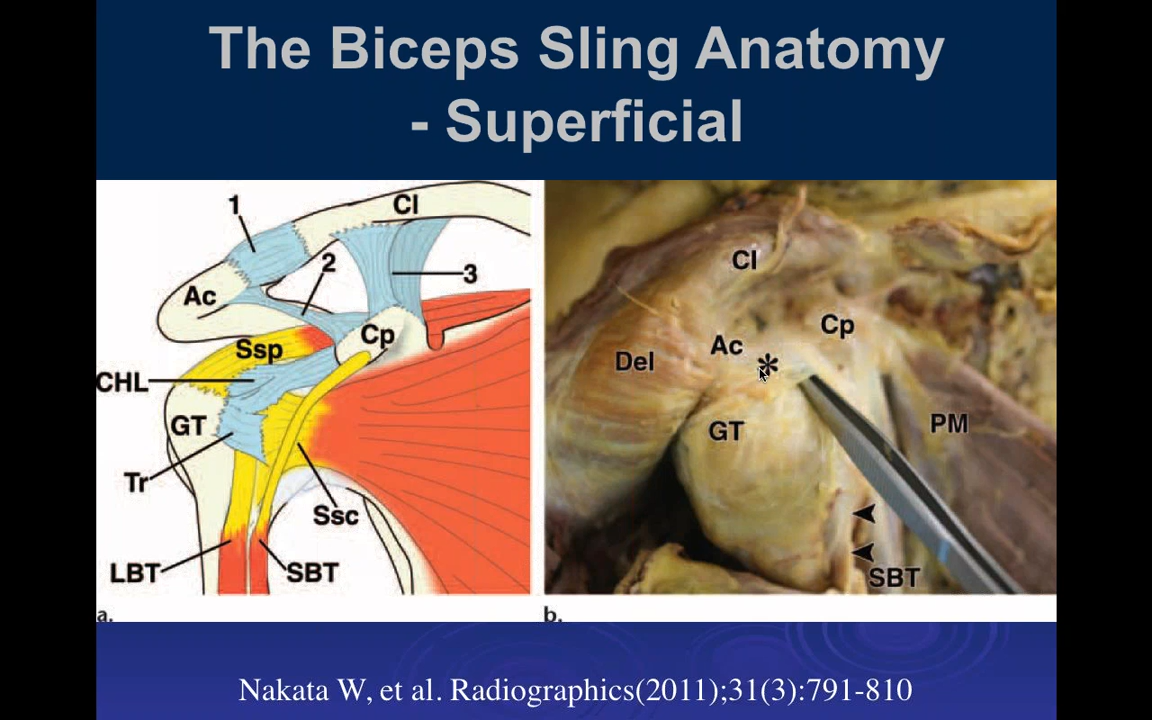 The Biceps Sling Anatomy
- Superficial
1
Cl
2
3
Ac
Cp
Ssp
CHL
GT
Tr
Ssc
LBT
SBT
a.
Cl
Cp
Ac
*
Del
GT
PM
SBT
b.
Nakata W, et al. Radiographics(2011);31(3):791-810